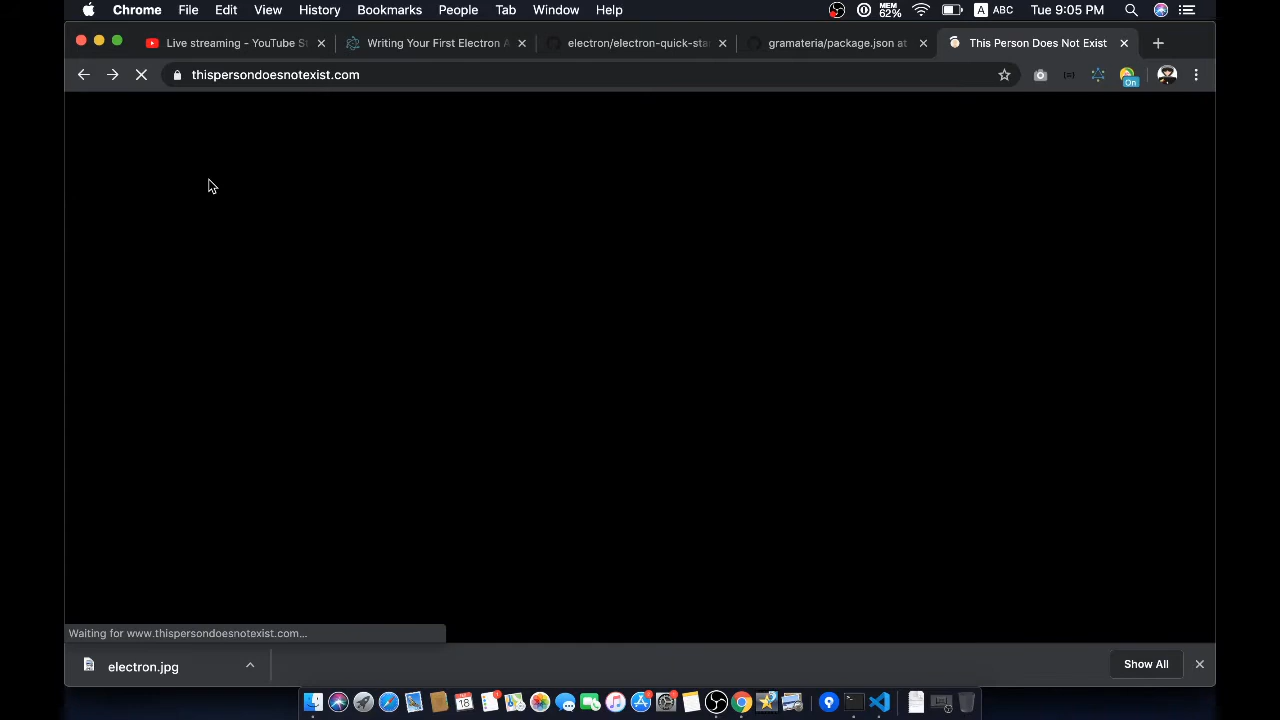 Chrome File Edit View History Bookmarks People Tab Window Help MEM 62% A ABC Tue 9:05 PM
Live streaming - YouTube St Writing Your First Electron A electron/electron-quick-sta gramateria/package.json at This Person Does Not Exist
thispersondoesnotexist.com
On
Waiting for www.thispersondoesnotexist.com...
electron.jpg Show All